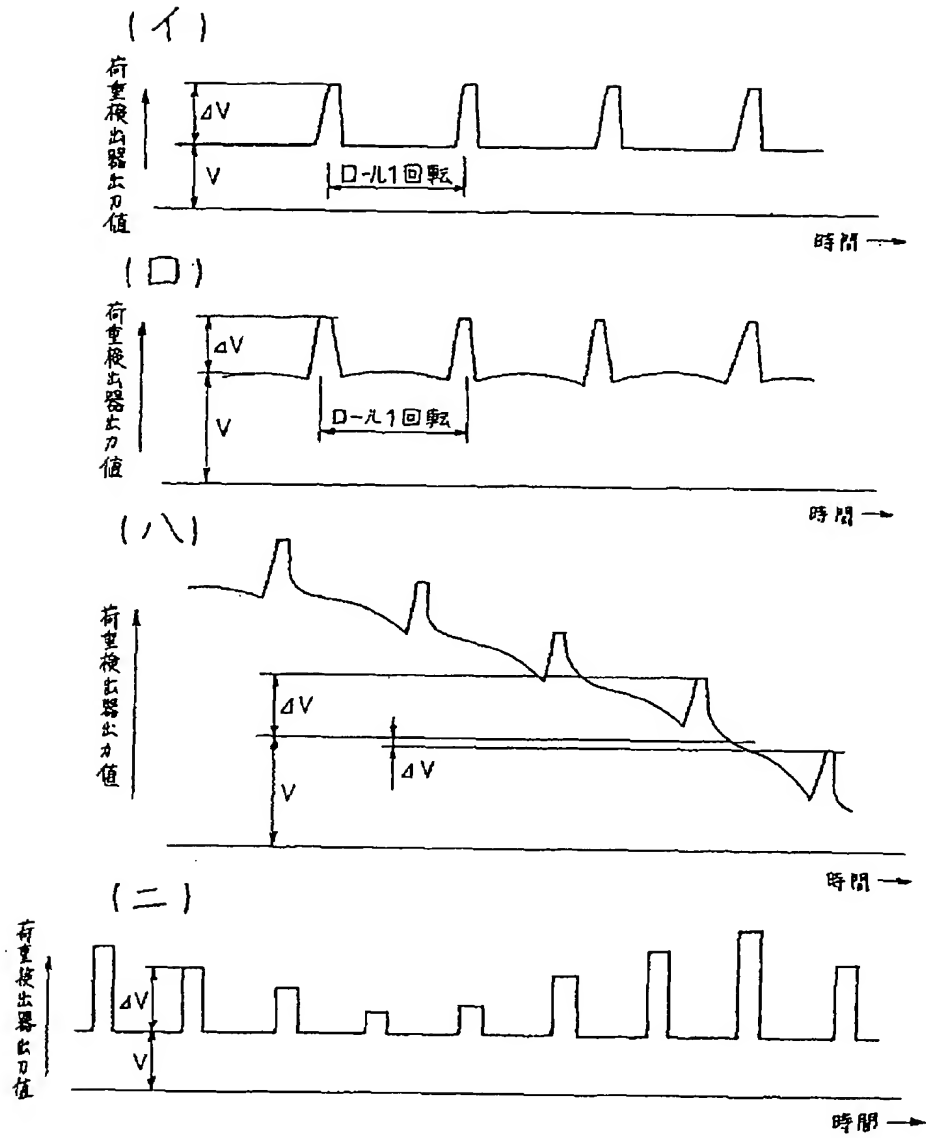 (イ)
荷重検出器出力値
ΔV
V
ロール1回転
時間 →
(ロ)
荷重検出器出力値
ΔV
V
ロール1回転
時間 →
(ハ)
荷重検出器出力値
ΔV
ΔV
V
時間 →
(ニ)
荷重検出器出力値
ΔV
V
時間 →